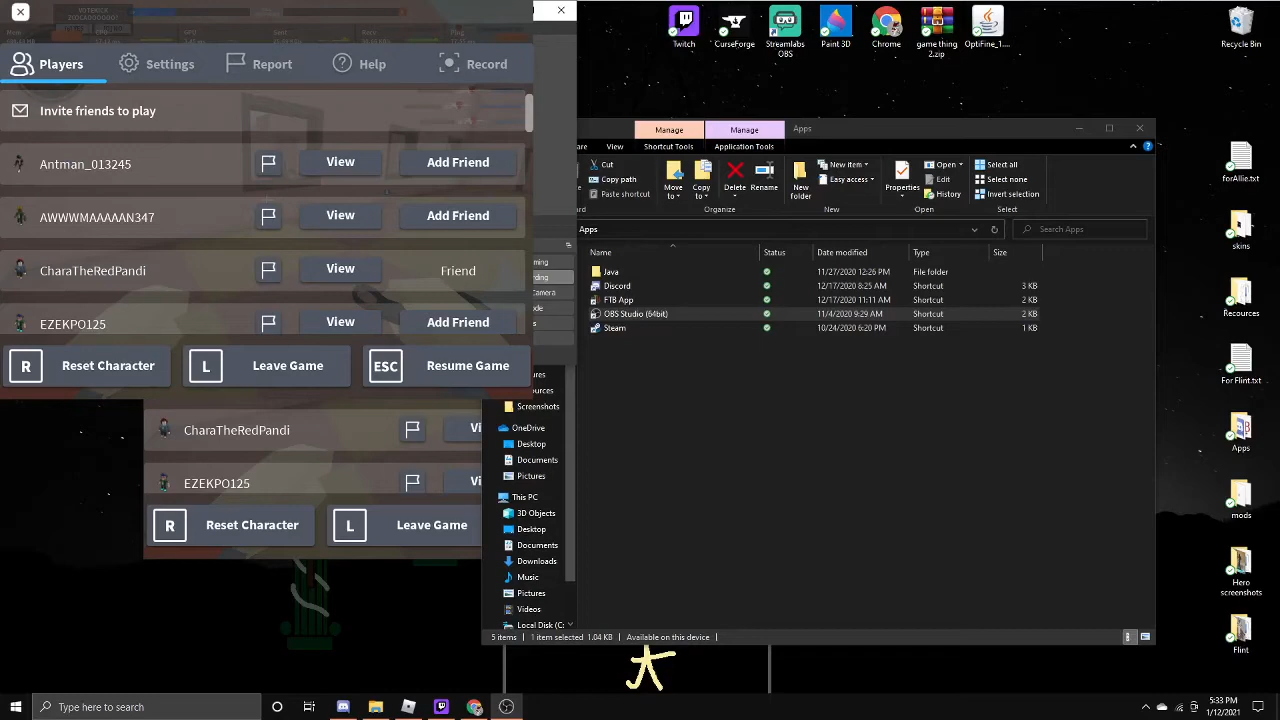 VOTEKICK
Players
Settings
Report
Help
Record
Invite friends to play
Antman_013245
View
Add Friend
AWWWMAAAAAN347
View
Add Friend
CharaTheRedPandi
View
Friend
EZEKPO125
View
Add Friend
R
Reset Character
L
Leave Game
ESC
Resume Game
CharaTheRedPandi
EZEKPO125
R
Reset Character
L
Leave Game
Twitch
CurseForge
Streamlabs
OBS
Paint 3D
Chrome
game thing
2.zip
OptiFine_1....
Recycle Bin
Manage
Manage
Apps
View
Shortcut Tools
Application Tools
Cut
Copy path
Paste shortcut
Move
to
Copy
to
Delete
Rename
New
folder
New item
Easy access
Properties
Open
Edit
History
Select all
Select none
Invert selection
Organize
New
Open
Select
Apps
Search Apps
Name
Status
Date modified
Type
Size
Java
11/27/2020 12:26 PM
File folder
Discord
12/17/2020 8:25 AM
Shortcut
3 KB
FTB App
12/17/2020 11:11 AM
Shortcut
2 KB
OBS Studio (64bit)
11/4/2020 9:29 AM
Shortcut
2 KB
Steam
10/24/2020 6:20 PM
Shortcut
1 KB
Screenshots
OneDrive
Desktop
Documents
Pictures
This PC
3D Objects
Desktop
Documents
Downloads
Music
Pictures
Videos
Local Disk (C:
5 items
1 item selected 1.04 KB
Available on this device
forAllie.txt
skins
Recources
For Flint.txt
Apps
mods
Hero
screenshots
Flint
Type here to search
5:33 PM
1/12/2021